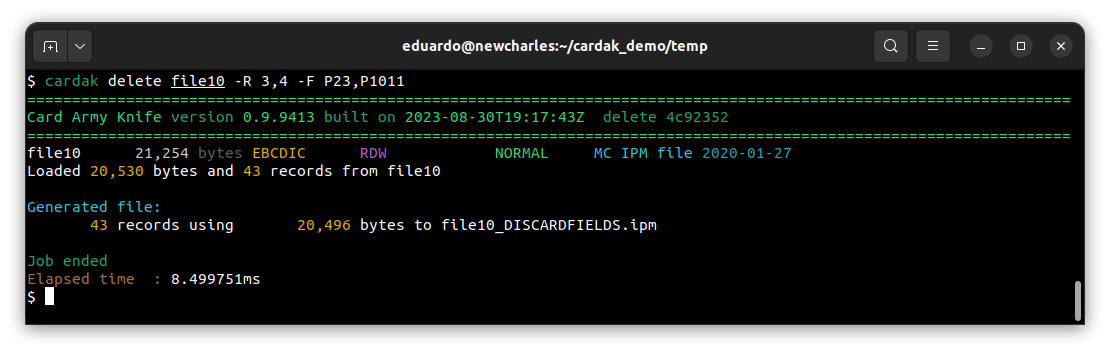 eduardo@newcharles:~/cardak_demo/temp
$ cardak delete file10 -R 3,4 -F P23,P1011
====================================================================================================================
Card Army Knife version 0.9.9413 built on 2023-08-30T19:17:43Z  delete 4c92352
====================================================================================================================
file10      21,254 bytes EBCDIC      RDW            NORMAL     MC IPM file 2020-01-27
Loaded 20,530 bytes and 43 records from file10
Generated file:
       43 records using       20,496 bytes to file10_DISCARDFIELDS.ipm
Job ended
Elapsed time  : 8.499751ms
$